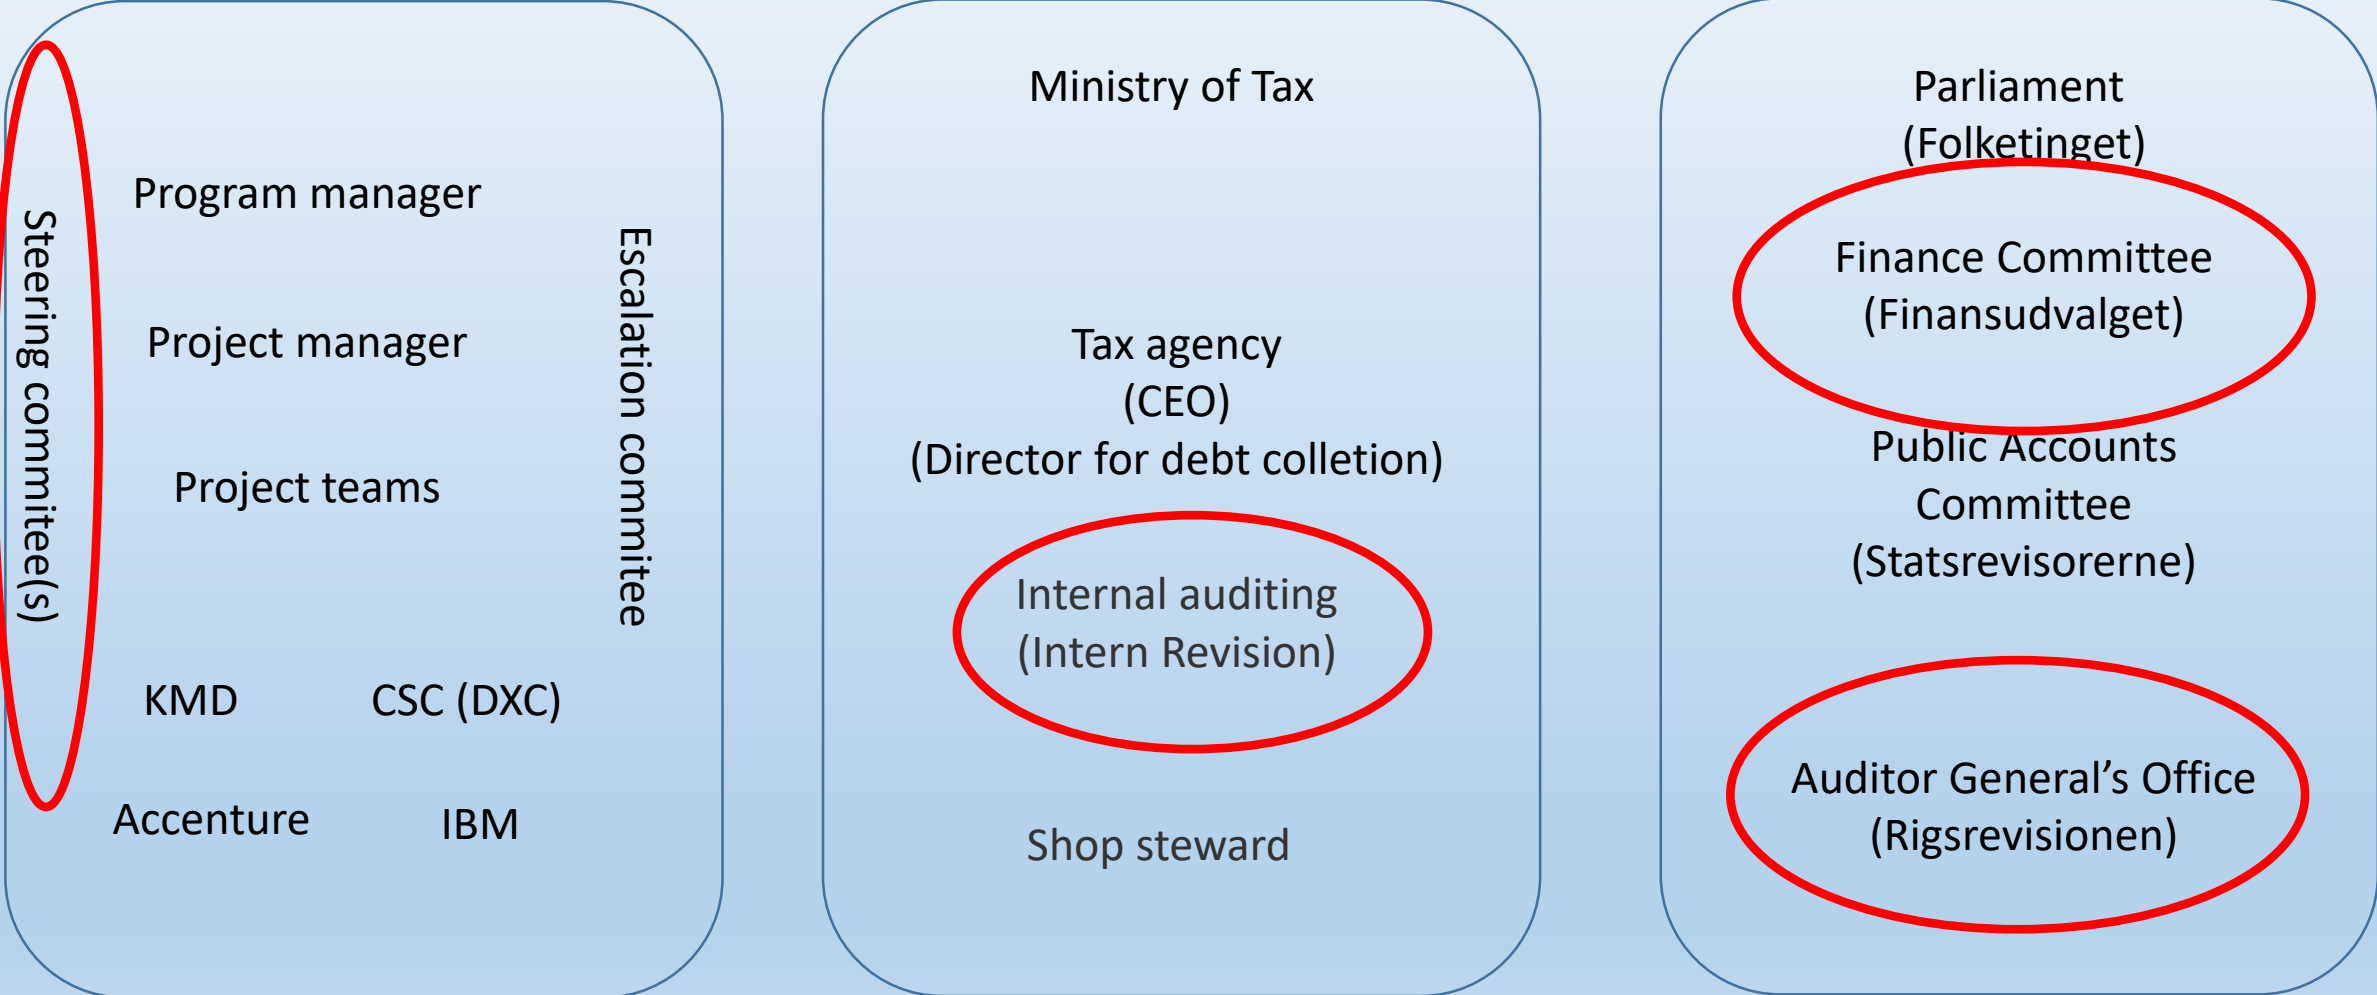 Steering commitee(s)
Program manager
Project manager
Project teams
Escalation commitee
KMD
CSC (DXC)
Accenture
IBM
Ministry of Tax
Tax agency
(CEO)
(Director for debt colletion)
Internal auditing
(Intern Revision)
Shop steward
Parliament
(Folketinget)
Finance Committee
(Finansudvalget)
Public Accounts
Committee
(Statsrevisorerne)
Auditor General’s Office
(Rigsrevisionen)